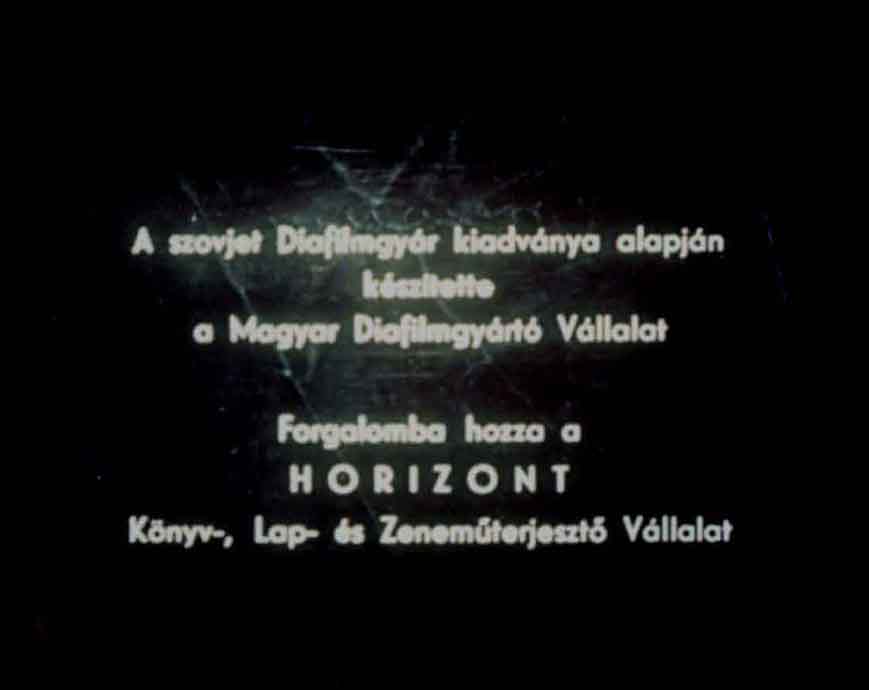 A szovjet Diafilmgyár kiadványa alapján
készítette
a Magyar Diafilmgyártó Vállalat
Forgalomba hozza a
HORIZONT
Könyv-, Lap- és Zeneműterjesztő Vállalat